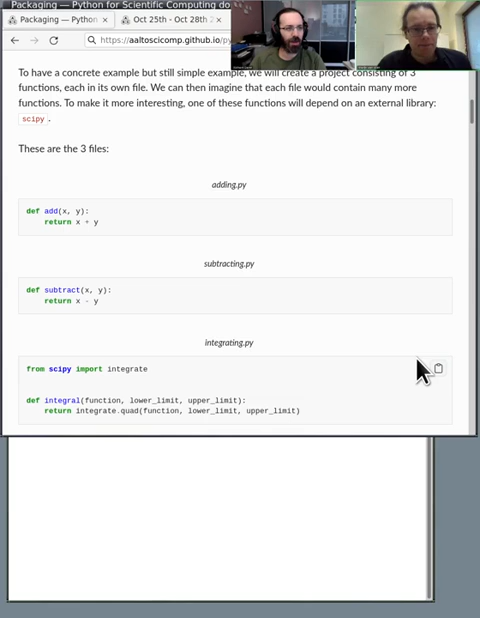 Packaging — Python for Scientific Computing do
Packaging — Python × Oct 25th - Oct 28th 2 ×
https://aaltoscicomp.github.io/py
To have a concrete example but still simple example, we will create a project consisting of 3
functions, each in its own file. We can then imagine that each file would contain many more
functions. To make it more interesting, one of these functions will depend on an external library:
scipy .
These are the 3 files:
adding.py
def add(x, y):
    return x + y
subtracting.py
def subtract(x, y):
    return x - y
integrating.py
from scipy import integrate
def integral(function, lower_limit, upper_limit):
    return integrate.quad(function, lower_limit, upper_limit)